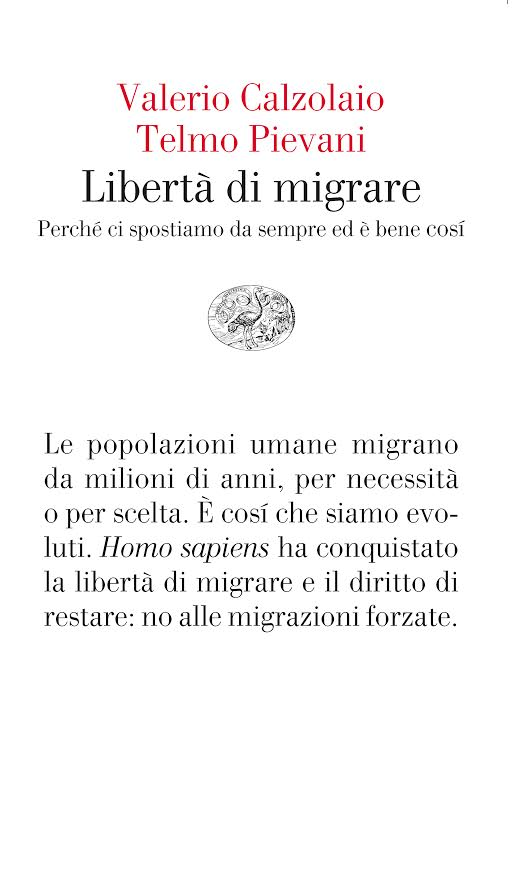 Valerio Calzolaio
Telmo Pievani
Libertà di migrare
Perché ci spostiamo da sempre ed è bene cosí
Le popolazioni umane migrano
da milioni di anni, per necessità
o per scelta. È cosí che siamo evo-
luti. Homo sapiens ha conquistato
la libertà di migrare e il diritto di
restare: no alle migrazioni forzate.